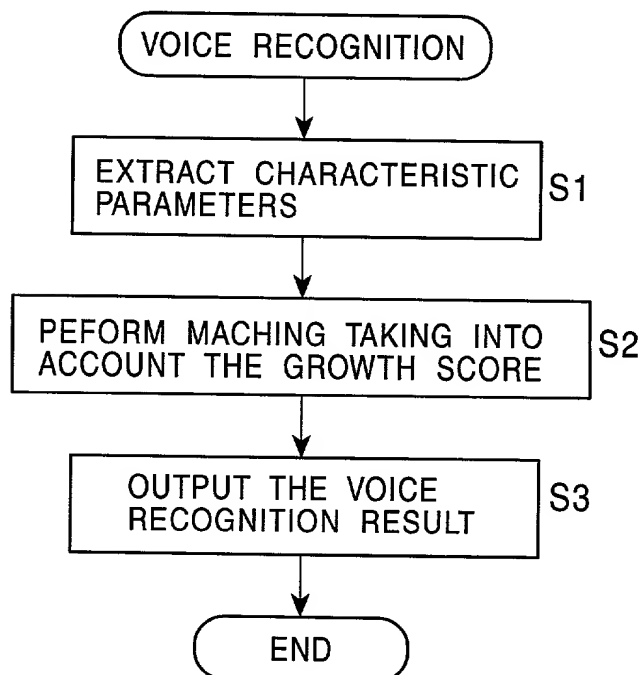 VOICE RECOGNITION
EXTRACT CHARACTERISTIC
PARAMETERS
S1
PEFORM MACHING TAKING INTO
ACCOUNT THE GROWTH SCORE
S2
OUTPUT THE VOICE
RECOGNITION RESULT
S3
END